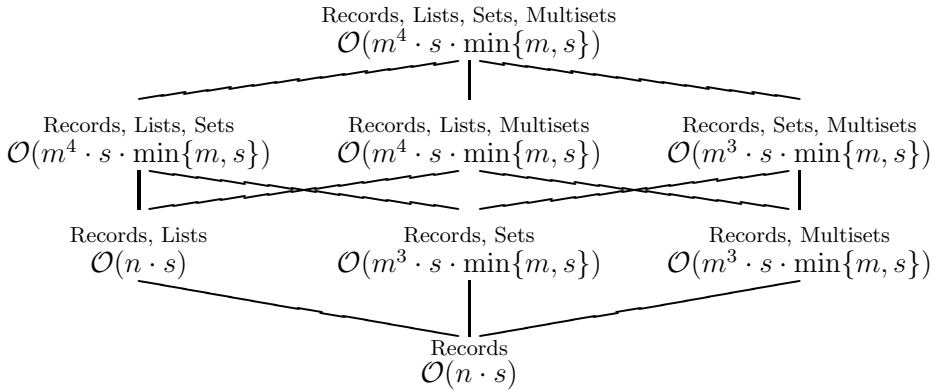 Records, Lists, Sets, Multisets
𝒪(m⁴ · s · min{m, s})
Records, Lists, Sets
𝒪(m⁴ · s · min{m, s})
Records, Lists, Multisets
𝒪(m⁴ · s · min{m, s})
Records, Sets, Multisets
𝒪(m³ · s · min{m, s})
Records, Lists
𝒪(n · s)
Records, Sets
𝒪(m³ · s · min{m, s})
Records, Multisets
𝒪(m³ · s · min{m, s})
Records
𝒪(n · s)